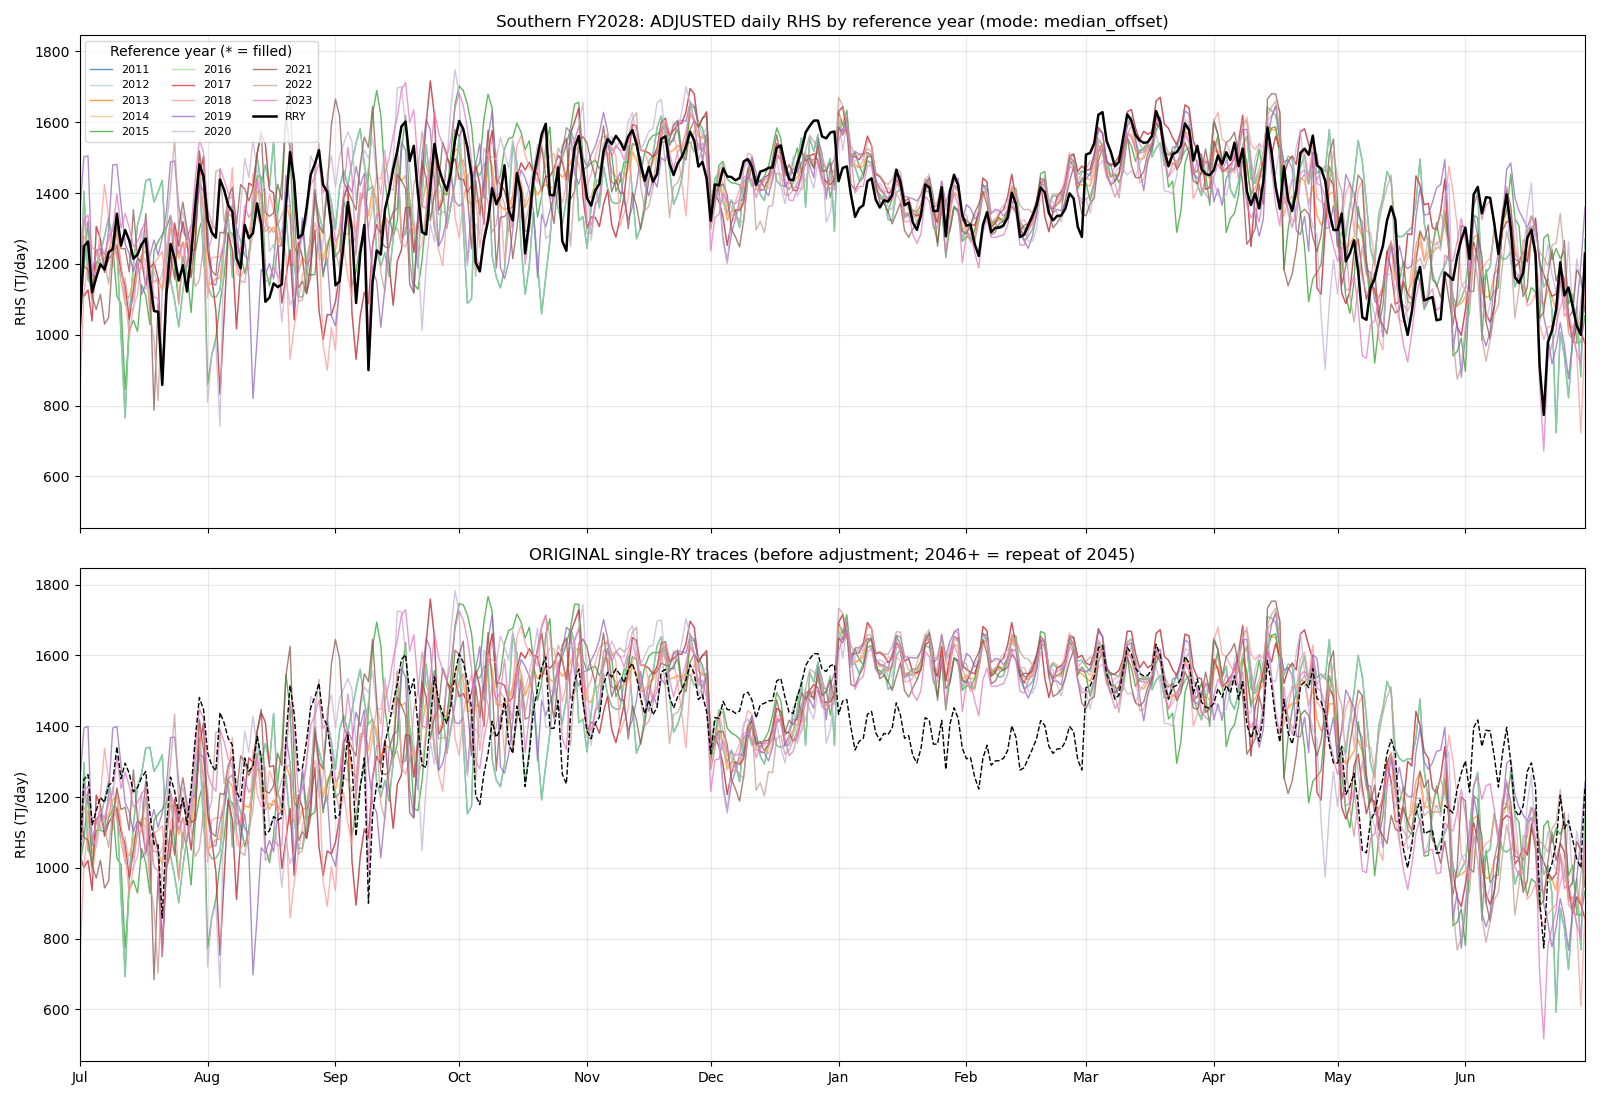 Southern FY2028: ADJUSTED daily RHS by reference year (mode: median_offset)
RHS (TJ/day)
1800
1600
1400
1200
1000
800
600
Reference year (* = filled)
2011 2016 2021
2012 2017 2022
2013 2018 2023
2014 2019 RRY
2015 2020
ORIGINAL single-RY traces (before adjustment; 2046+ = repeat of 2045)
RHS (TJ/day)
1800
1600
1400
1200
1000
800
600
Jul Aug Sep Oct Nov Dec Jan Feb Mar Apr May Jun